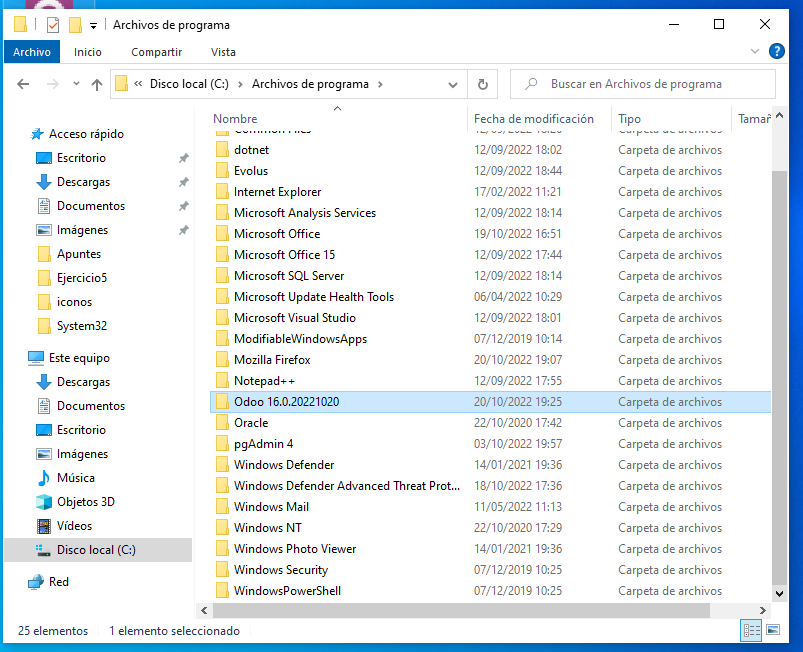 Archivos de programa
Archivo Inicio Compartir Vista
« Disco local (C:) › Archivos de programa ›
Buscar en Archivos de programa
Acceso rápido
Escritorio
Descargas
Documentos
Imágenes
Apuntes
Ejercicio5
iconos
System32
Este equipo
Descargas
Documentos
Escritorio
Imágenes
Música
Objetos 3D
Vídeos
Disco local (C:)
Red
Nombre Fecha de modificación Tipo Tamañ
Common Files 12/09/2022 18:26 Carpeta de archivos
dotnet 12/09/2022 18:02 Carpeta de archivos
Evolus 12/09/2022 18:44 Carpeta de archivos
Internet Explorer 17/02/2022 11:21 Carpeta de archivos
Microsoft Analysis Services 12/09/2022 18:14 Carpeta de archivos
Microsoft Office 19/10/2022 16:51 Carpeta de archivos
Microsoft Office 15 12/09/2022 17:44 Carpeta de archivos
Microsoft SQL Server 12/09/2022 18:14 Carpeta de archivos
Microsoft Update Health Tools 06/04/2022 10:29 Carpeta de archivos
Microsoft Visual Studio 12/09/2022 18:01 Carpeta de archivos
ModifiableWindowsApps 07/12/2019 10:14 Carpeta de archivos
Mozilla Firefox 20/10/2022 19:07 Carpeta de archivos
Notepad++ 12/09/2022 17:55 Carpeta de archivos
Odoo 16.0.20221020 20/10/2022 19:25 Carpeta de archivos
Oracle 22/10/2020 17:42 Carpeta de archivos
pgAdmin 4 03/10/2022 19:57 Carpeta de archivos
Windows Defender 14/01/2021 19:36 Carpeta de archivos
Windows Defender Advanced Threat Prot... 18/10/2022 17:36 Carpeta de archivos
Windows Mail 11/05/2022 11:13 Carpeta de archivos
Windows NT 22/10/2020 17:29 Carpeta de archivos
Windows Photo Viewer 14/01/2021 19:36 Carpeta de archivos
Windows Security 07/12/2019 10:25 Carpeta de archivos
WindowsPowerShell 07/12/2019 10:25 Carpeta de archivos
25 elementos 1 elemento seleccionado